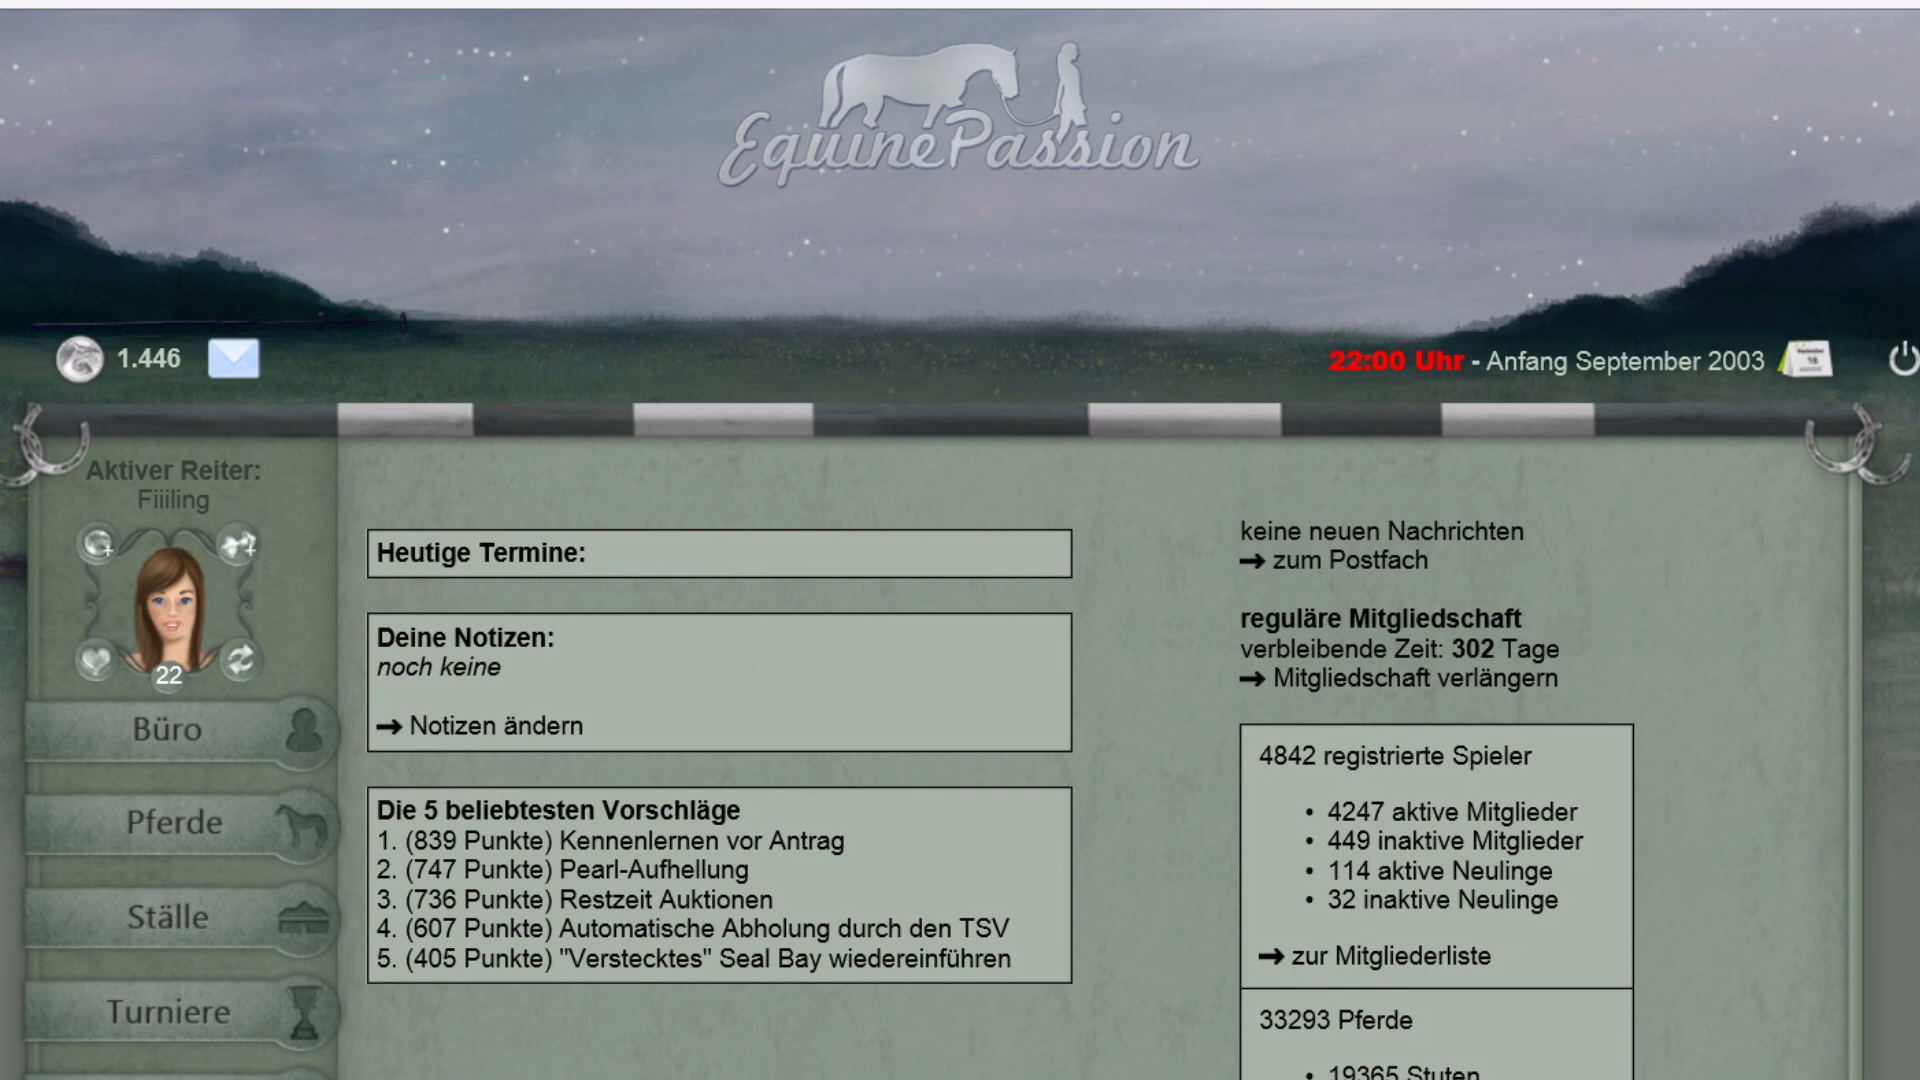 EquinePassion
1.446
22:00 Uhr - Anfang September 2003
Aktiver Reiter:
Fiiiling
22
Büro
Pferde
Ställe
Turniere
Heutige Termine:
Deine Notizen:
noch keine
→ Notizen ändern
Die 5 beliebtesten Vorschläge
1. (839 Punkte) Kennenlernen vor Antrag
2. (747 Punkte) Pearl-Aufhellung
3. (736 Punkte) Restzeit Auktionen
4. (607 Punkte) Automatische Abholung durch den TSV
5. (405 Punkte) "Verstecktes" Seal Bay wiedereinführen
keine neuen Nachrichten
→ zum Postfach
reguläre Mitgliedschaft
verbleibende Zeit: 302 Tage
→ Mitgliedschaft verlängern
4842 registrierte Spieler
• 4247 aktive Mitglieder
• 449 inaktive Mitglieder
• 114 aktive Neulinge
• 32 inaktive Neulinge
→ zur Mitgliederliste
33293 Pferde
• 19365 Stuten